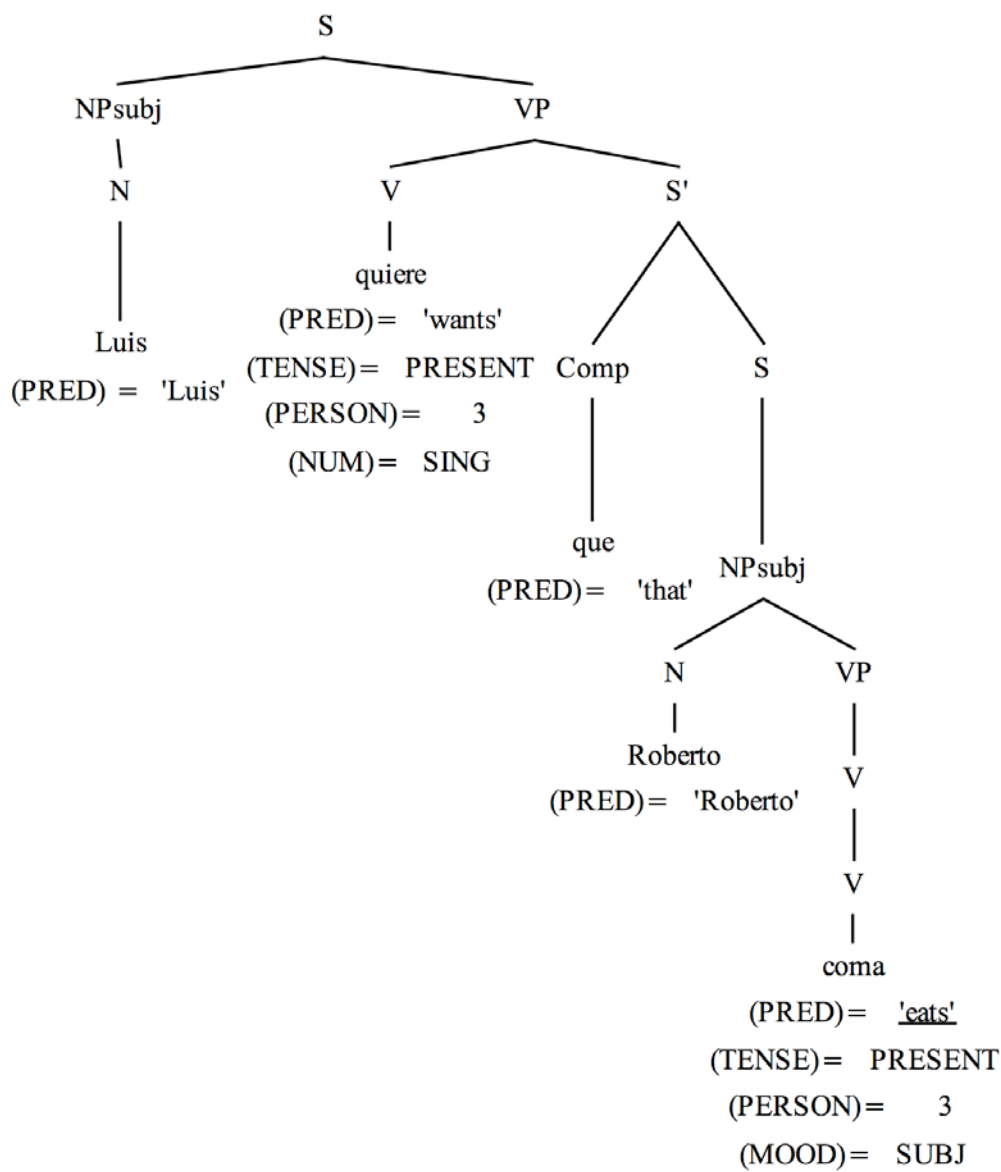 S
NPsubj VP
N V S'
quiere
(PRED)= 'wants'
Luis (TENSE)= PRESENT Comp S
(PRED) = 'Luis' (PERSON)= 3
(NUM)= SING
que NPsubj
(PRED)= 'that'
N VP
Roberto V
(PRED)= 'Roberto'
V
coma
(PRED)= 'eats'
(TENSE)= PRESENT
(PERSON)= 3
(MOOD)= SUBJ